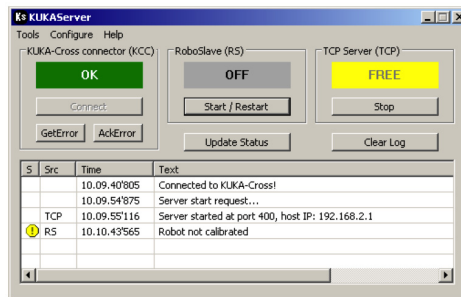 Ks KUKAServer
Tools Configure Help
KUKA-Cross connector (KCC)
RoboSlave (RS)
TCP Server (TCP)
OK
OFF
FREE
Connect
Start / Restart
Stop
GetError
AckError
Update Status
Clear Log
S Src Time Text
10.09.40'805 Connected to KUKA-Cross!
10.09.54'875 Server start request...
TCP 10.09.55'116 Server started at port 400, host IP: 192.168.2.1
! RS 10.10.43'565 Robot not calibrated